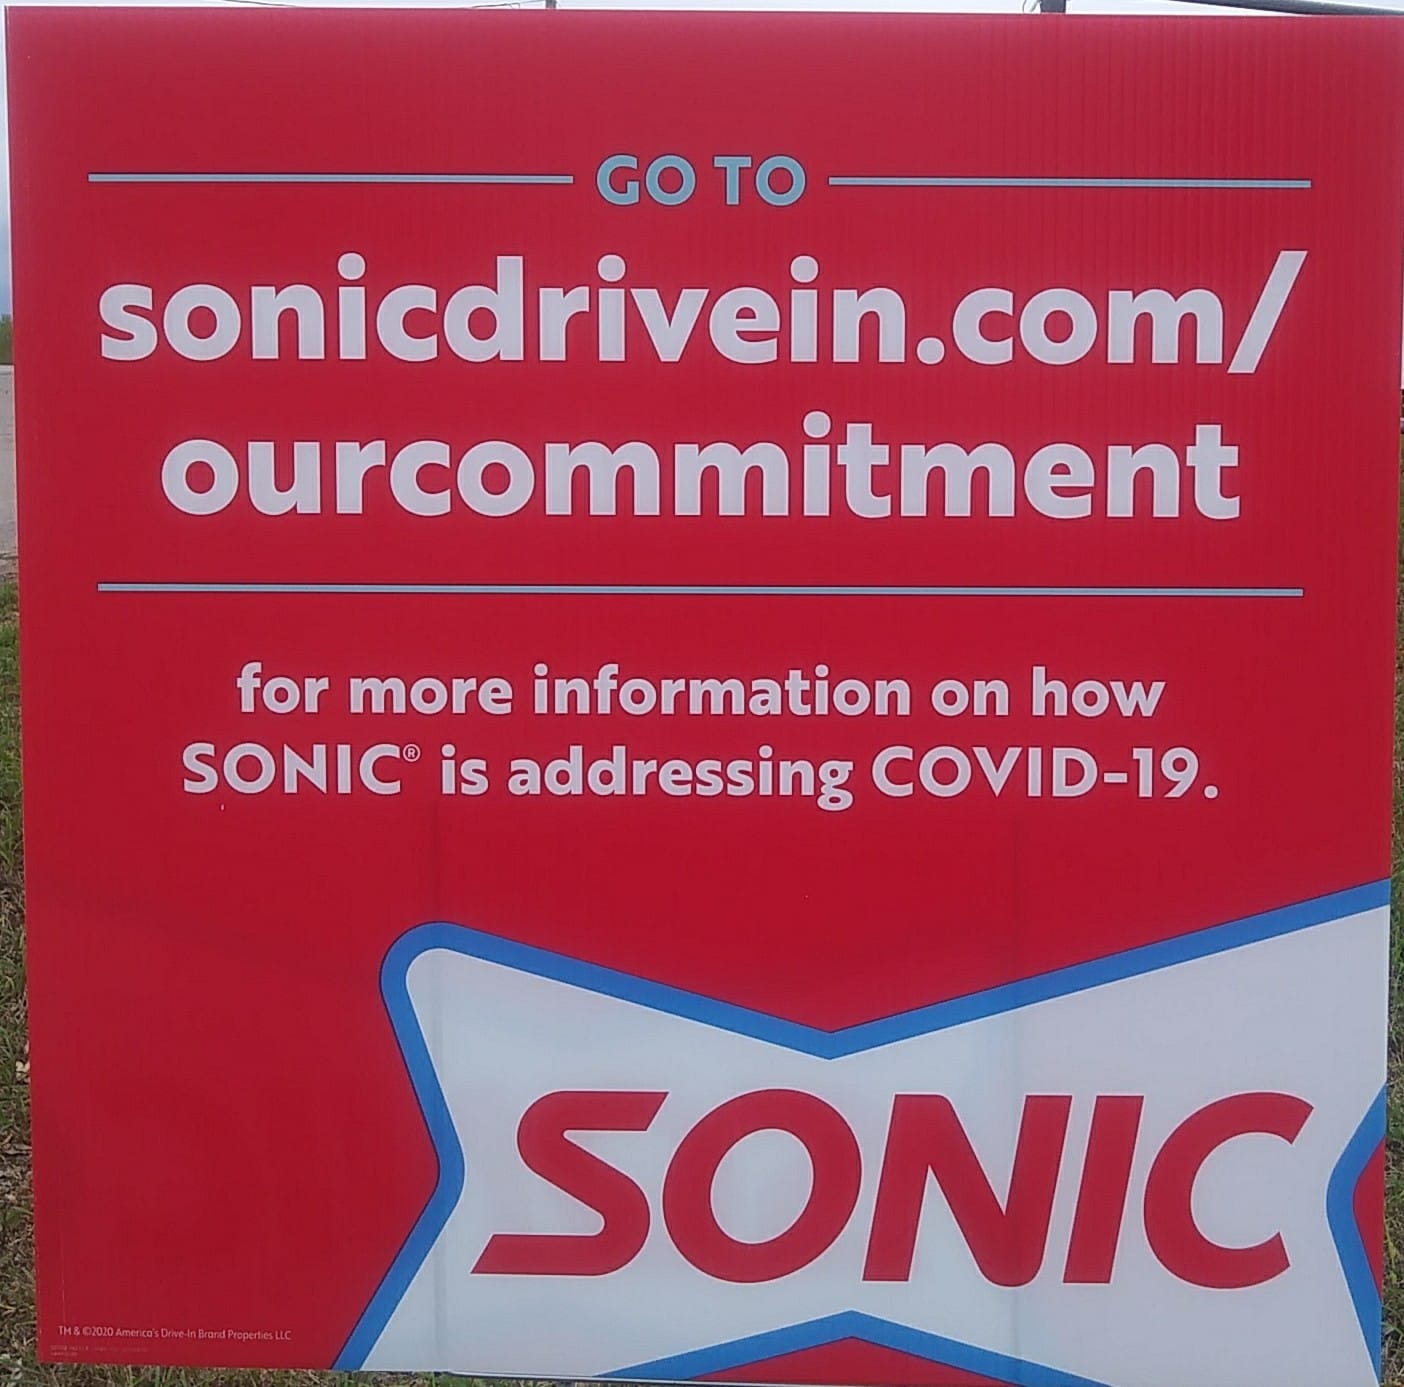 GO TO
sonicdrivein.com/
ourcommitment
for more information on how
SONIC® is addressing COVID-19.
SONIC
TM & ©2020 America's Drive-In Brand Properties LLC